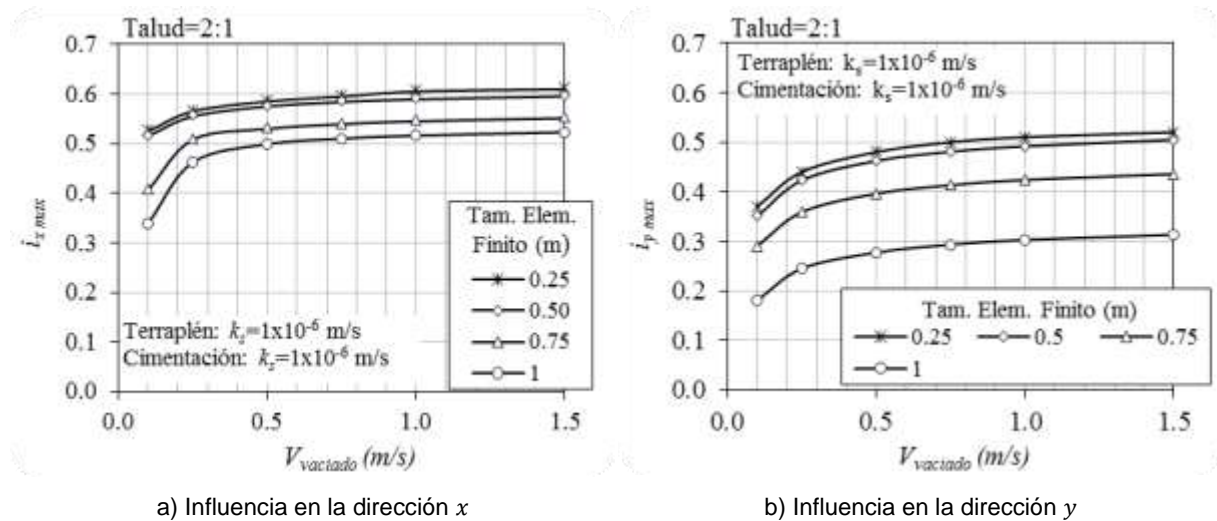 Talud=2:1
0.7
0.6
0.5
0.4
0.3
0.2
0.1
0.0
i_x max
Tam. Elem.
Finito (m)
0.25
0.50
0.75
1
Terraplén: k_s=1x10⁻⁶ m/s
Cimentación: k_s=1x10⁻⁶ m/s
0.0 0.5 1.0 1.5
V_vaciado (m/s)
a) Influencia en la dirección x
Talud=2:1
0.7
0.6
0.5
0.4
0.3
0.2
0.1
0.0
i_y max
Terraplén: k_s=1x10⁻⁶ m/s
Cimentación: k_s=1x10⁻⁶ m/s
Tam. Elem. Finito (m)
0.25 0.5 0.75
1
0.0 0.5 1.0 1.5
V_vaciado (m/s)
b) Influencia en la dirección y